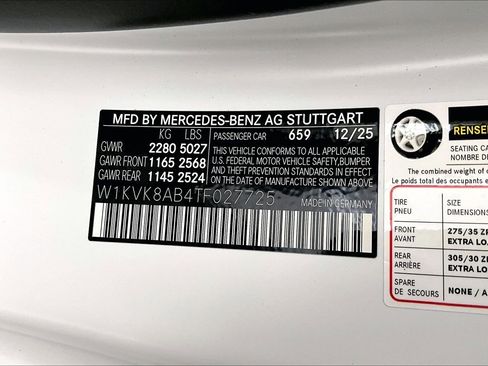 MFD BY MERCEDES-BENZ AG STUTTGART
KG LBS
PASSENGER CAR 659 12/25
GVWR 2280 5027
GAWR FRONT 1165 2568
GAWR REAR 1145 2524
THIS VEHICLE CONFORMS TO ALL APPLICABLE
U.S. FEDERAL MOTOR VEHICLE SAFETY, BUMPER
AND THEFT PREVENTION STANDARDS IN EFFECT
ON THE DATE OF MANUFACTURE SHOWN ABOVE
W1KVK8AB4TF027725
MADE IN GERMANY
RENSE
SEATING CA
NOMBRE D
The combined weight of
Le poids total des occupants
TIRE
PNEU
SIZE
DIMENSIONS
FRONT
AVANT
275/35 Z
EXTRA LO
REAR
ARRIÈRE
305/30 Z
EXTRA LO
SPARE
DE SECOURS
NONE / A